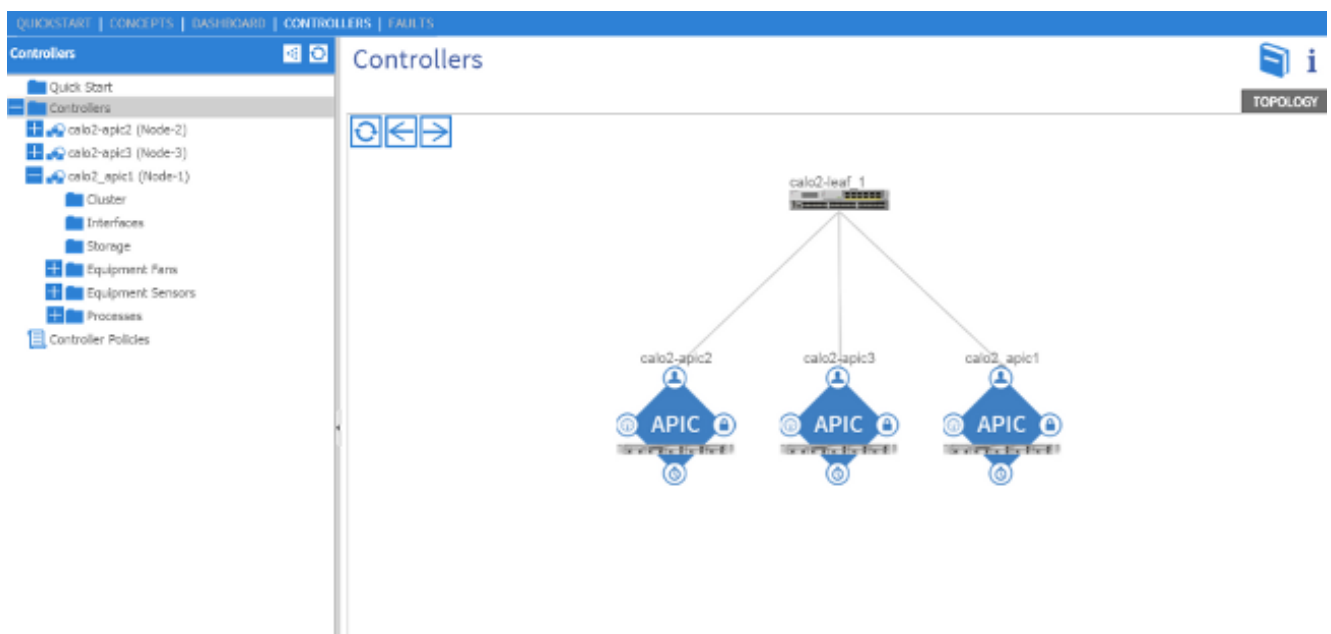 QUICKSTART | CONCEPTS | DASHBOARD | CONTROLLERS | FAULTS
Controllers
Quick Start
Controllers
calo2-apic2 (Node-2)
calo2-apic3 (Node-3)
calo2_apic1 (Node-1)
Cluster
Interfaces
Storage
Equipment Fans
Equipment Sensors
Processes
Controller Policies
Controllers
i
TOPOLOGY
calo2-leaf_1
calo2-apic2 calo2-apic3 calo2_apic1
APIC APIC APIC